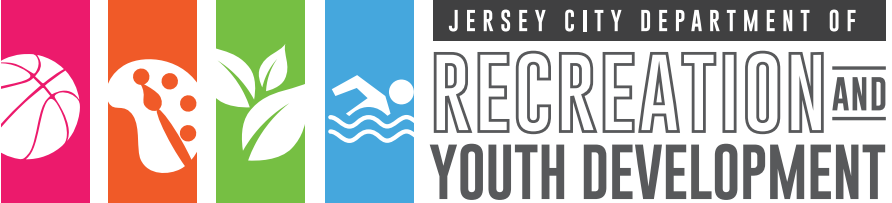 JERSEY CITY DEPARTMENT OF
RECREATION AND
YOUTH DEVELOPMENT